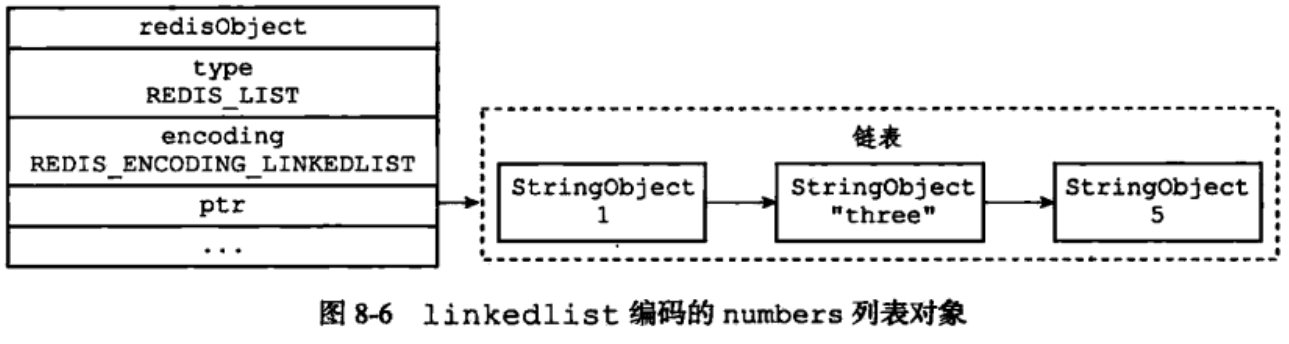 redisObject
type
REDIS_LIST
encoding
REDIS_ENCODING_LINKEDLIST
ptr
...
链表
StringObject
1
StringObject
"three"
StringObject
5
图 8-6 linkedlist 编码的 numbers 列表对象